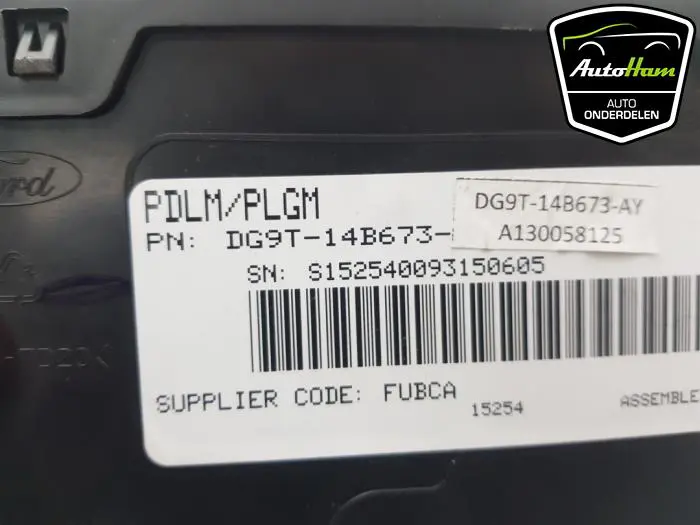 AutoHam
AUTO
ONDERDELEN
Ford
PDLM/PLGM
PN: DG9T-14B673-
DG9T-14B673-AY
A130058125
SN: S152540093150605
SUPPLIER CODE: FUBCA
15254
ASSEMBLE